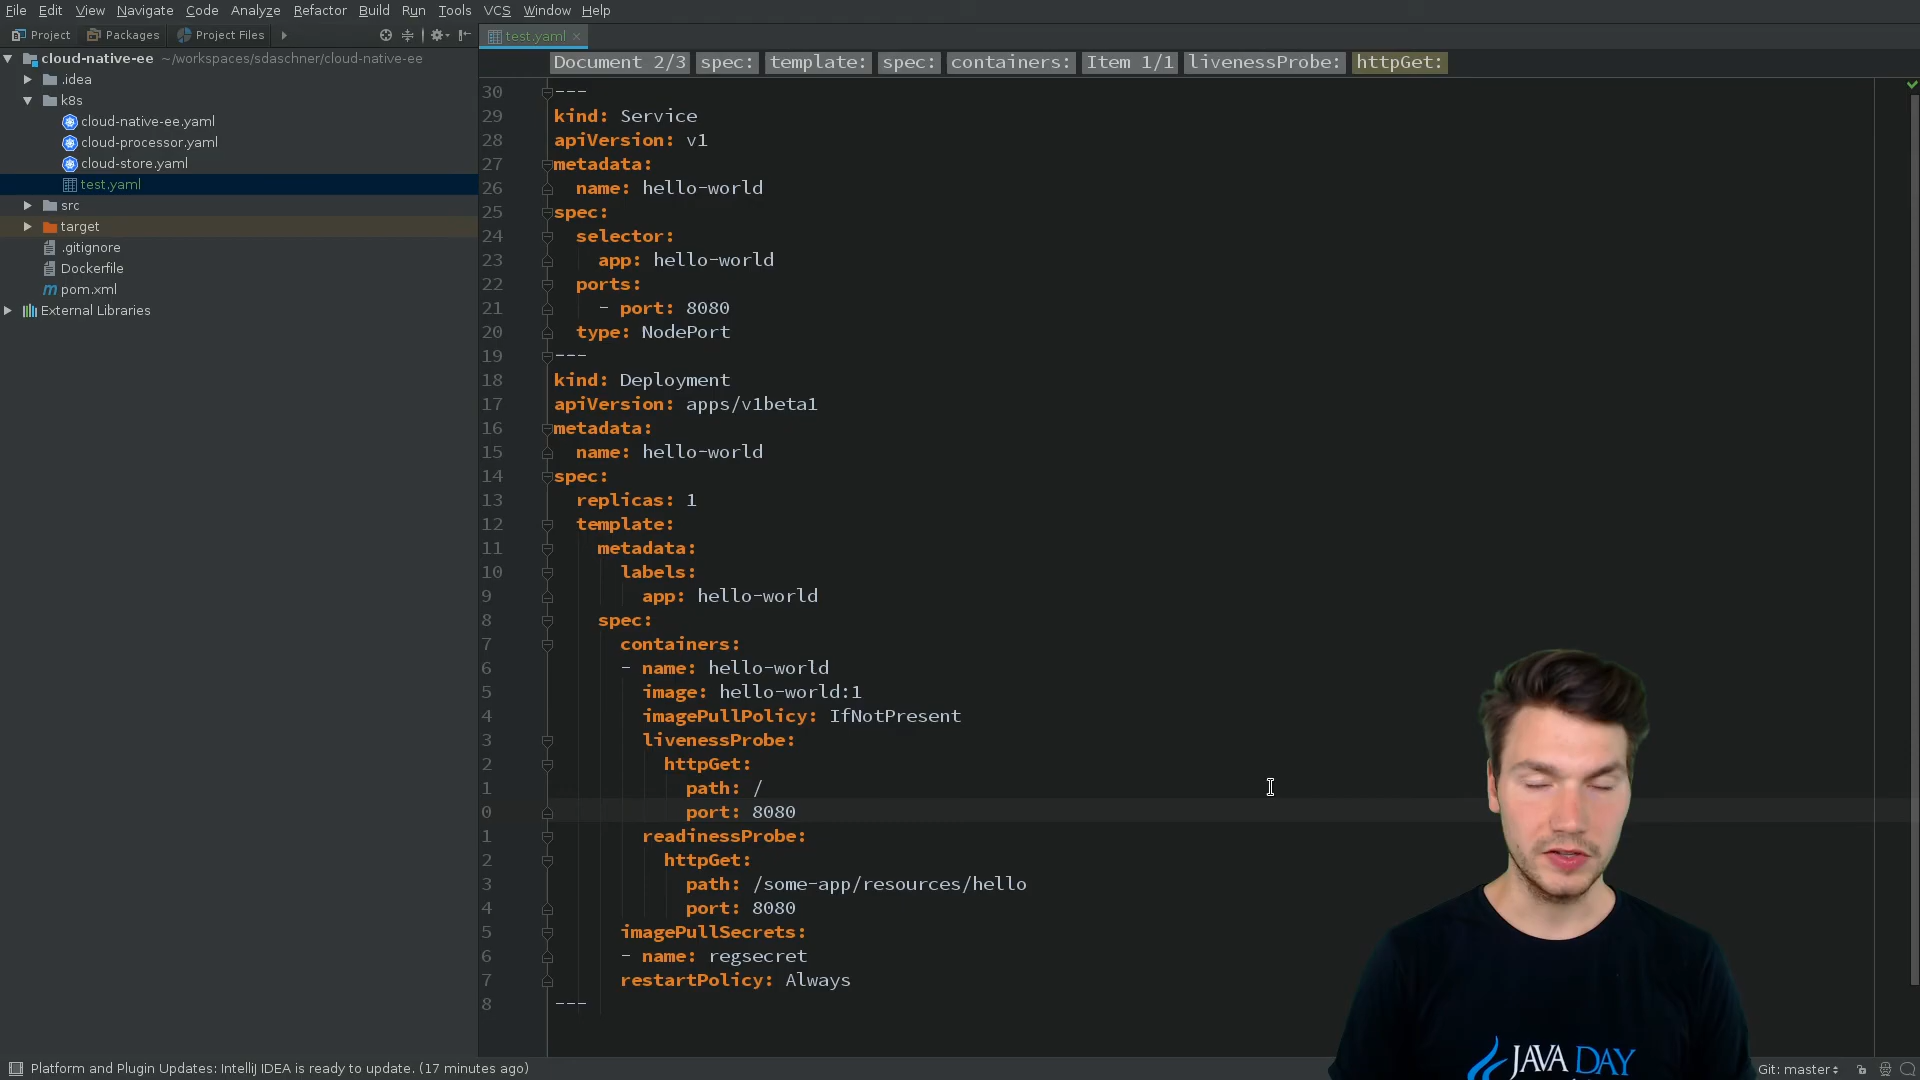 File Edit View Navigate Code Analyze Refactor Build Run Tools VCS Window Help
Project Packages Project Files
test.yaml
cloud-native-ee ~/workspaces/sdaschner/cloud-native-ee
.idea
k8s
cloud-native-ee.yaml
cloud-processor.yaml
cloud-store.yaml
test.yaml
src
target
.gitignore
Dockerfile
pom.xml
External Libraries
Document 2/3 spec: template: spec: containers: Item 1/1 livenessProbe: httpGet:
30 ---
29 kind: Service
28 apiVersion: v1
27 metadata:
26 name: hello-world
25 spec:
24 selector:
23 app: hello-world
22 ports:
21 - port: 8080
20 type: NodePort
19 ---
18 kind: Deployment
17 apiVersion: apps/v1beta1
16 metadata:
15 name: hello-world
14 spec:
13 replicas: 1
12 template:
11 metadata:
10 labels:
9 app: hello-world
8 spec:
7 containers:
6 - name: hello-world
5 image: hello-world:1
4 imagePullPolicy: IfNotPresent
3 livenessProbe:
2 httpGet:
1 path: /
0 port: 8080
1 readinessProbe:
2 httpGet:
3 path: /some-app/resources/hello
4 port: 8080
5 imagePullSecrets:
6 - name: regsecret
7 restartPolicy: Always
8 ---
JAVA DAY
Platform and Plugin Updates: IntelliJ IDEA is ready to update. (17 minutes ago)
Git: master